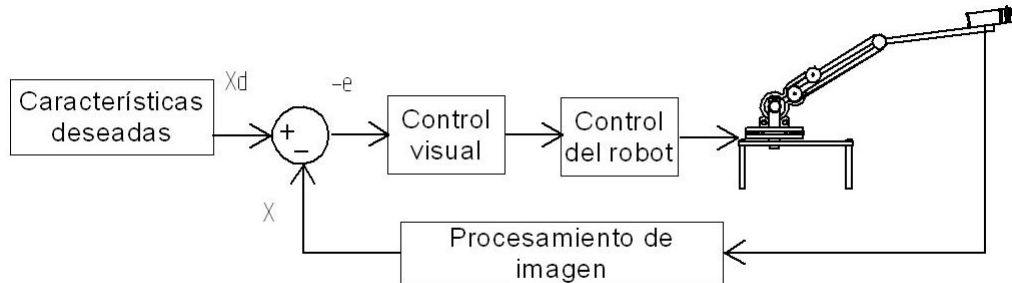 Características
deseadas
Xd
+
−
-e
Control
visual
Control
del robot
X
Procesamiento de
imagen